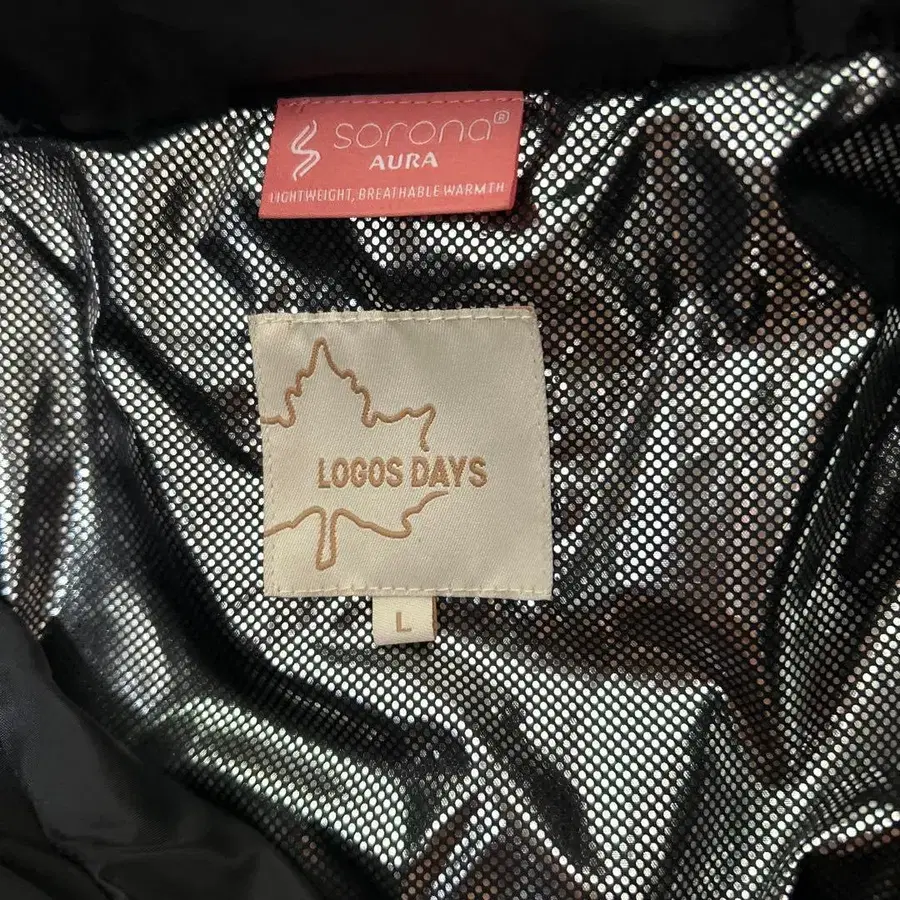 sorona®
AURA
LIGHTWEIGHT, BREATHABLE WARMTH
LOGOS DAYS
L